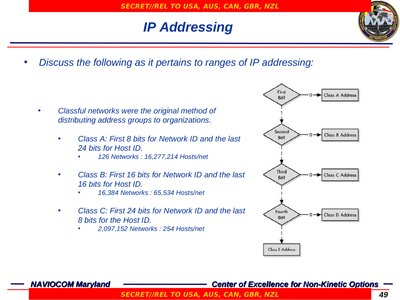 SECRET//REL TO USA, AUS, CAN, GBR, NZL
IP Addressing
• Discuss the following as it pertains to ranges of IP addressing:
• Classful networks were the original method of
distributing address groups to organizations.
• Class A: First 8 bits for Network ID and the last
24 bits for Host ID.
• 126 Networks : 16,277,214 Hosts/net
• Class B: First 16 bits for Network ID and the last
16 bits for Host ID.
• 16,384 Networks : 65,534 Hosts/net
• Class C: First 24 bits for Network ID and the last
8 bits for the Host ID.
• 2,097,152 Networks : 254 Hosts/net
First
Bit?
0
Class A Address
Second
Bit?
0
Class B Address
Third
Bit?
0
Class C Address
Fourth
Bit?
0
Class D Address
Class E Address
NAVIOCOM Maryland
Center of Excellence for Non-Kinetic Options
SECRET//REL TO USA, AUS, CAN, GBR, NZL
49